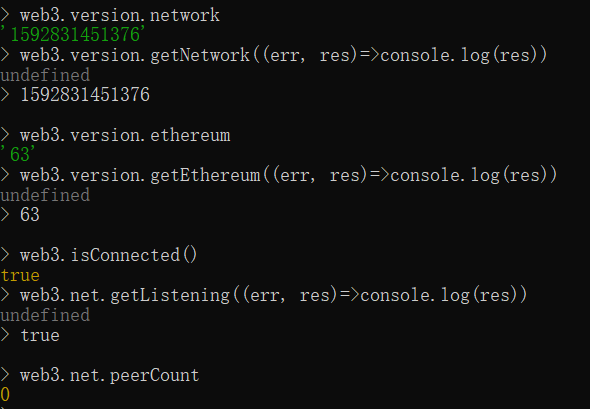 > web3.version.network
'1592831451376'
> web3.version.getNetwork((err, res)=>console.log(res))
undefined
> 1592831451376
> web3.version.ethereum
'63'
> web3.version.getEthereum((err, res)=>console.log(res))
undefined
> 63
> web3.isConnected()
true
> web3.net.getListening((err, res)=>console.log(res))
undefined
> true
> web3.net.peerCount
0